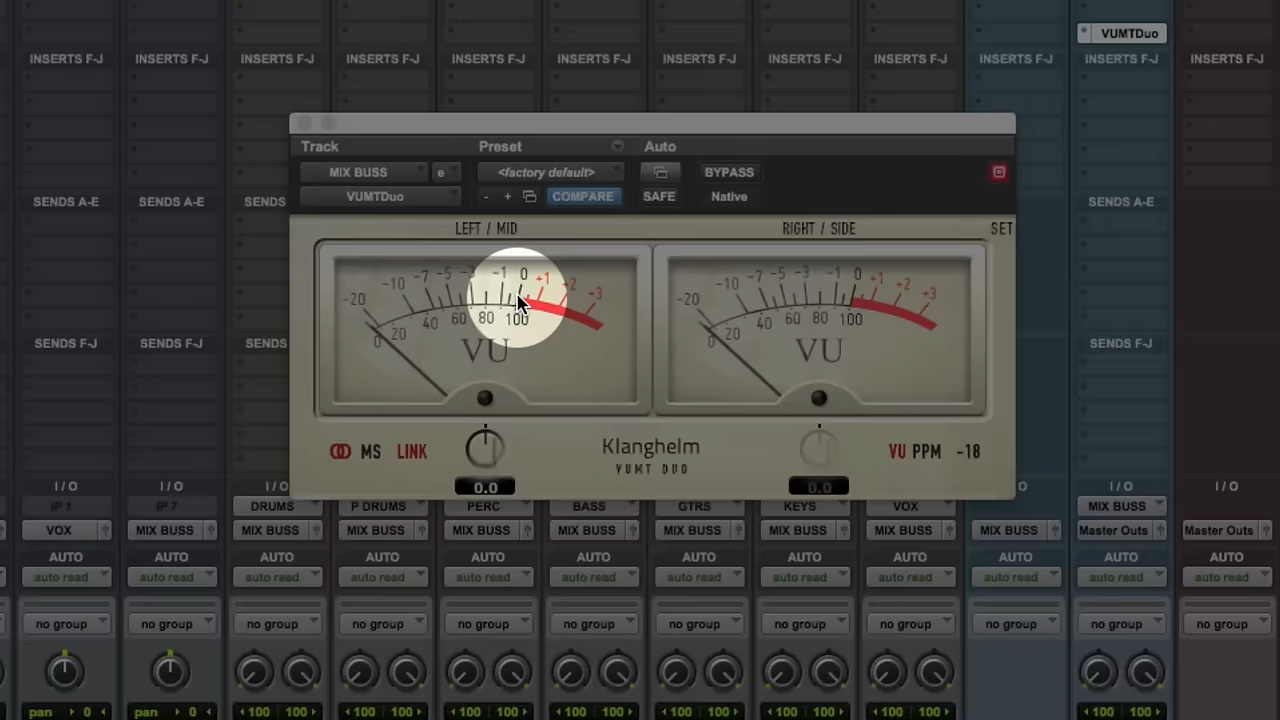 VUMTDuo
INSERTS F-J INSERTS F-J INSERTS F-J INSERTS F-J INSERTS F-J INSERTS F-J INSERTS F-J INSERTS F-J INSERTS F-J INSERTS F-J INSERTS F-J INSERTS F-J
Track Preset Auto
MIX BUSS e <factory default> BYPASS
VUMTDuo - + COMPARE SAFE Native
SENDS A-E SENDS A-E SENDS SENDS A-E
LEFT / MID RIGHT / SIDE SET
-20 -10 -7 -5 -3 -1 0 +1 +2 +3 -20 -10 -7 -5 -3 -1 0 +1 +2 +3
0 20 40 60 80 100 0 20 40 60 80 100
VU VU
SENDS F-J SENDS F-J SENDS SENDS F-J
MS LINK Klanghelm VU PPM -18
VUMT DUO
0.0 0.0
I/O I/O I/O O I/O I/O
IP 1 IP 7 DRUMS P DRUMS PERC BASS GTRS KEYS VOX MIX BUSS
VOX MIX BUSS MIX BUSS MIX BUSS MIX BUSS MIX BUSS MIX BUSS MIX BUSS MIX BUSS MIX BUSS Master Outs Master Outs
AUTO AUTO AUTO AUTO AUTO AUTO AUTO AUTO AUTO AUTO AUTO AUTO
auto read auto read auto read auto read auto read auto read auto read auto read auto read auto read auto read auto read
no group no group no group no group no group no group no group no group no group no group no group no group
pan 0 pan 0 100 100 100 100 100 100 100 100 100 100 100 100 100 100 100 100